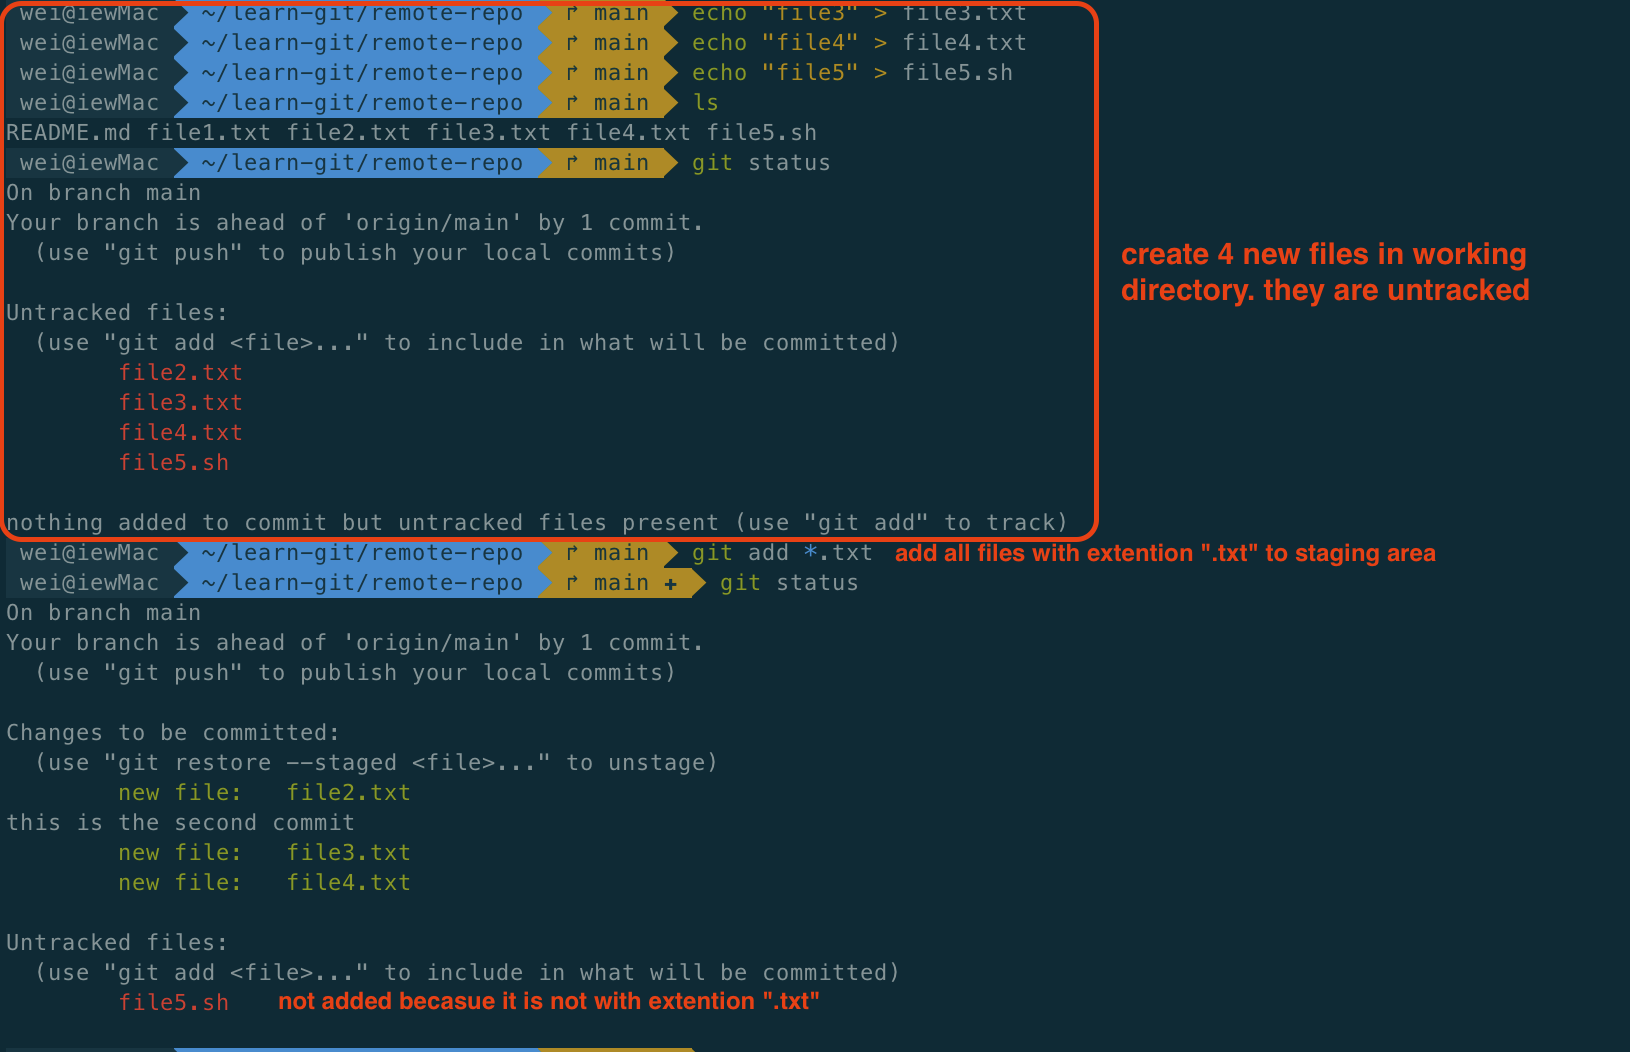 wei@iewMac ~/learn-git/remote-repo main echo "file3" > file3.txt
wei@iewMac ~/learn-git/remote-repo main echo "file4" > file4.txt
wei@iewMac ~/learn-git/remote-repo main echo "file5" > file5.sh
wei@iewMac ~/learn-git/remote-repo main ls
README.md file1.txt file2.txt file3.txt file4.txt file5.sh
wei@iewMac ~/learn-git/remote-repo main git status
On branch main
Your branch is ahead of 'origin/main' by 1 commit.
(use "git push" to publish your local commits)
create 4 new files in working
directory. they are untracked
Untracked files:
(use "git add <file>..." to include in what will be committed)
file2.txt
file3.txt
file4.txt
file5.sh
nothing added to commit but untracked files present (use "git add" to track)
wei@iewMac ~/learn-git/remote-repo main git add *.txt add all files with extention ".txt" to staging area
wei@iewMac ~/learn-git/remote-repo main + git status
On branch main
Your branch is ahead of 'origin/main' by 1 commit.
(use "git push" to publish your local commits)
Changes to be committed:
(use "git restore --staged <file>..." to unstage)
new file: file2.txt
this is the second commit
new file: file3.txt
new file: file4.txt
Untracked files:
(use "git add <file>..." to include in what will be committed)
file5.sh not added becasue it is not with extention ".txt"